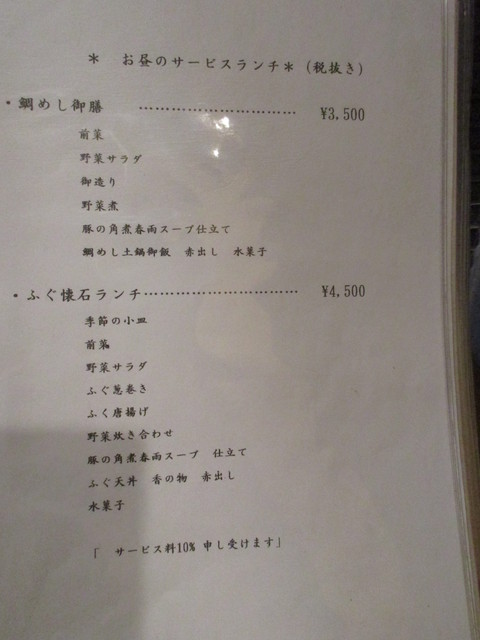 ＊ お昼のサービスランチ＊ (税抜き)
・鯛めし御膳 ………………………… ¥3,500
前菜
野菜サラダ
御造り
野菜煮
豚の角煮春雨スープ仕立て
鯛めし土鍋御飯 赤出し 水菓子
・ふぐ懐石ランチ………………………… ¥4,500
季節の小皿
前菜
野菜サラダ
ふぐ葱巻き
ふく唐揚げ
野菜炊き合わせ
豚の角煮春雨スープ 仕立て
ふぐ天丼 香の物 赤出し
水菓子
「 サービス料10% 申し受けます」